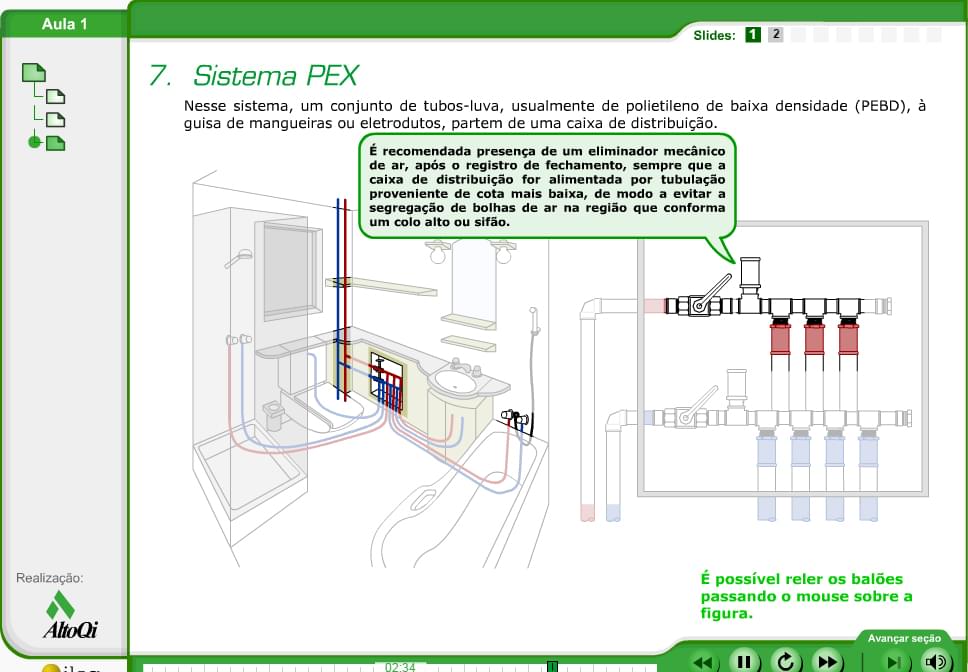 Aula 1
Slides: 1 2
7. Sistema PEX
Nesse sistema, um conjunto de tubos-luva, usualmente de polietileno de baixa densidade (PEBD), à
guisa de mangueiras ou eletrodutos, partem de uma caixa de distribuição.
É recomendada presença de um eliminador mecânico
de ar, após o registro de fechamento, sempre que a
caixa de distribuição for alimentada por tubulação
proveniente de cota mais baixa, de modo a evitar a
segregação de bolhas de ar na região que conforma
um colo alto ou sifão.
É possível reler os balões
passando o mouse sobre a
figura.
Realização:
AltoQi
Avançar seção
02:34